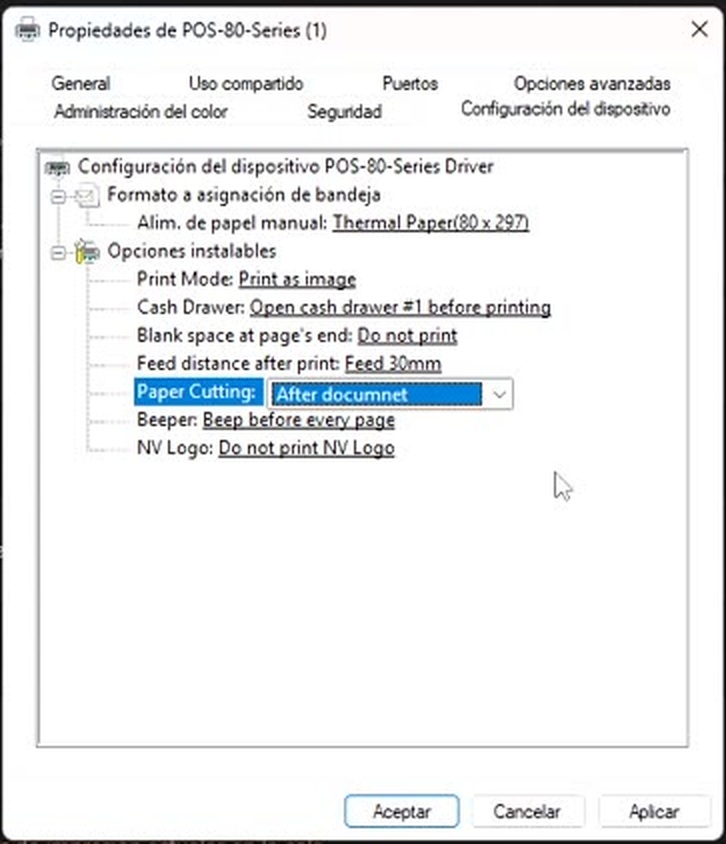 Propiedades de POS-80-Series (1)
General Uso compartido Puertos Opciones avanzadas
Administración del color Seguridad Configuración del dispositivo
Configuración del dispositivo POS-80-Series Driver
Formato a asignación de bandeja
Alim. de papel manual: Thermal Paper(80 x 297)
Opciones instalables
Print Mode: Print as image
Cash Drawer: Open cash drawer #1 before printing
Blank space at page's end: Do not print
Feed distance after print: Feed 30mm
Paper Cutting: After documnet
Beeper: Beep before every page
NV Logo: Do not print NV Logo
Aceptar Cancelar Aplicar